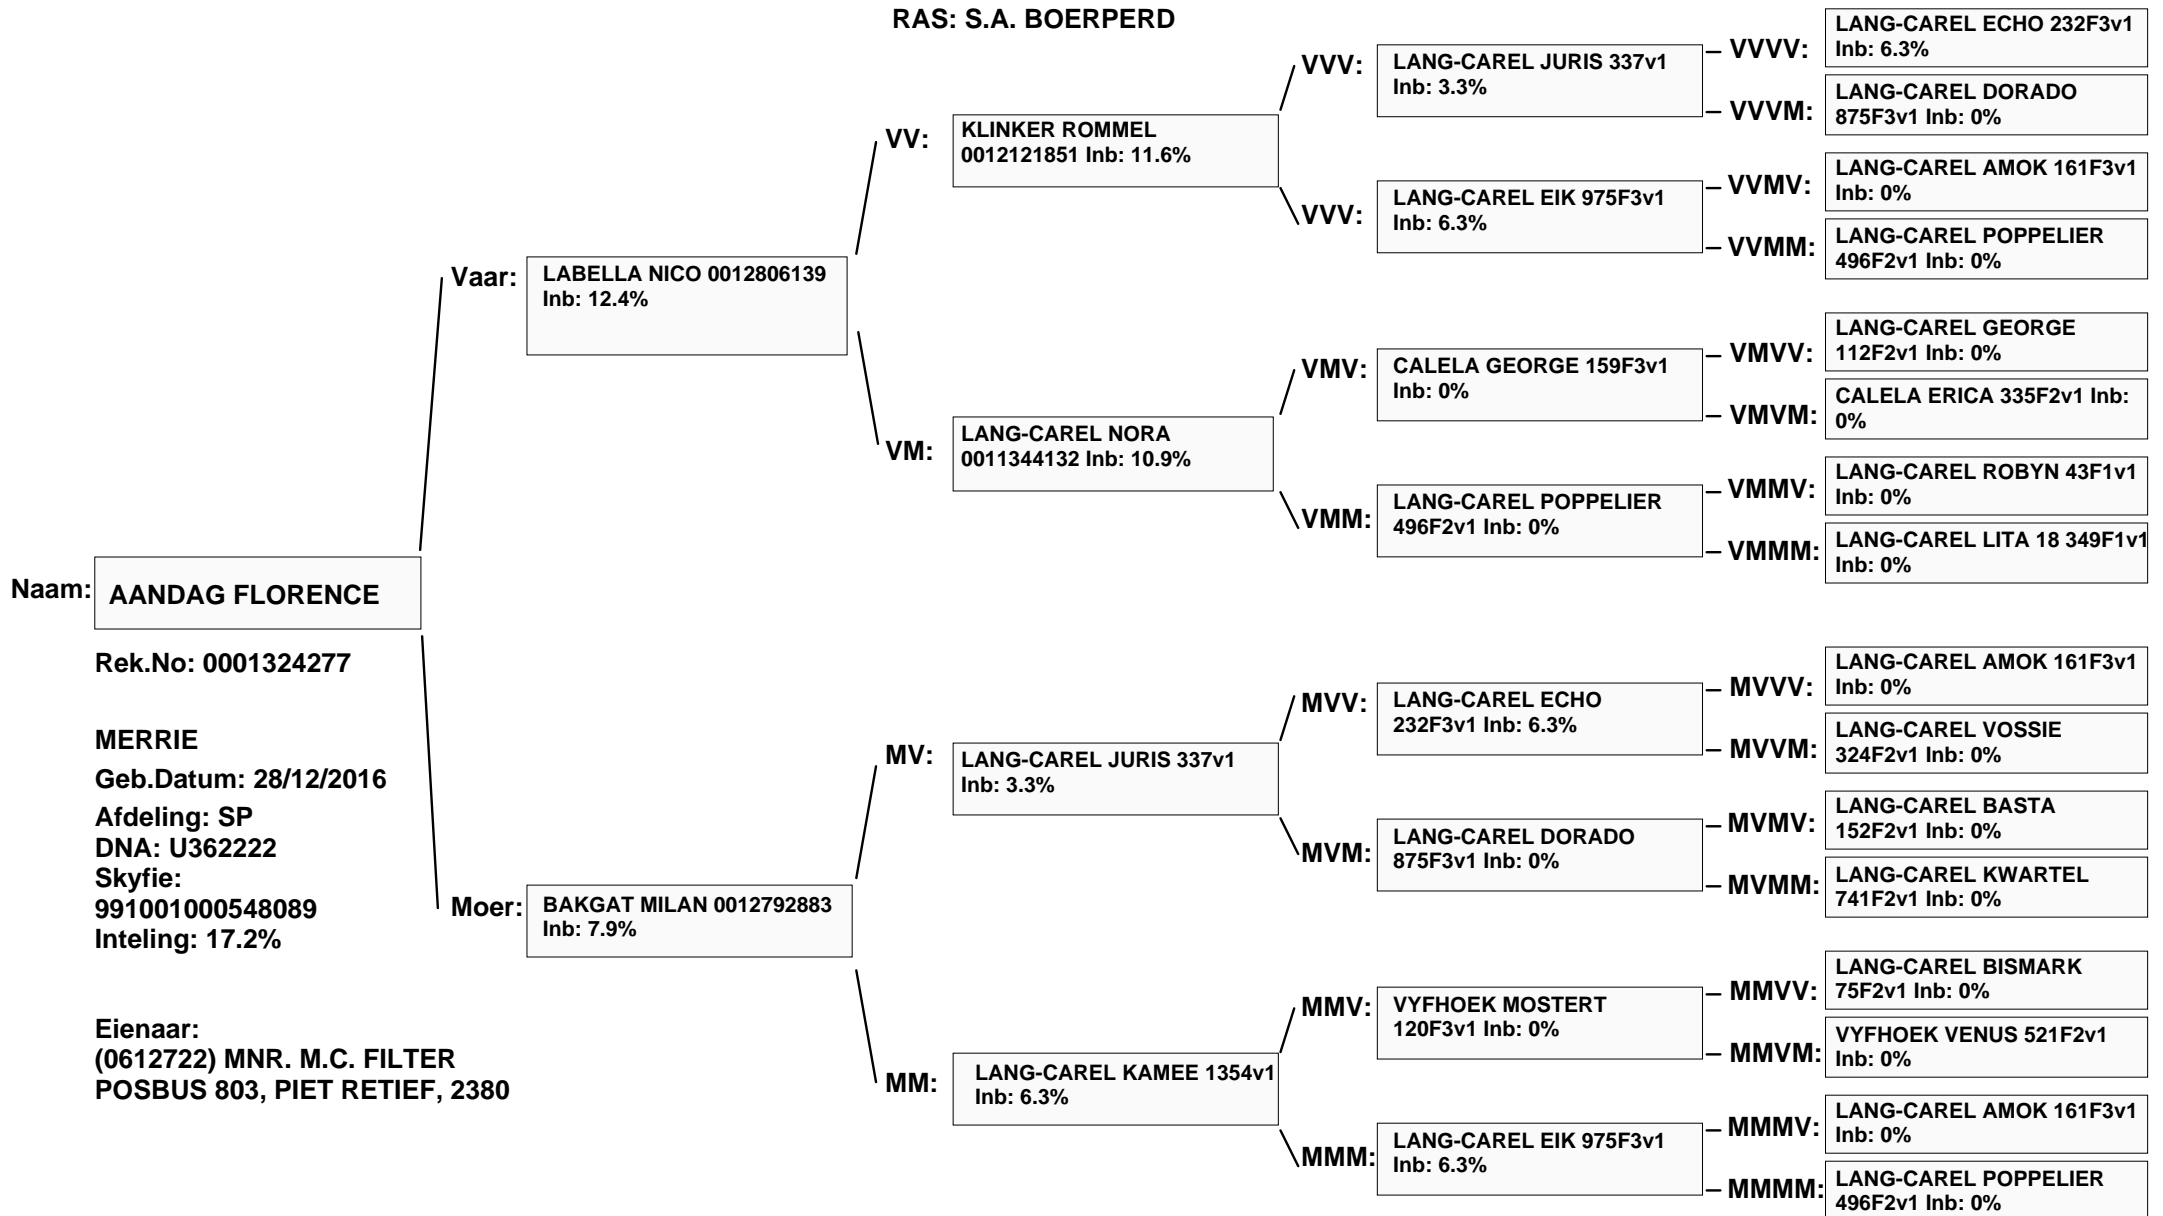 RAS: S.A. BOERPERD
Naam:
AANDAG FLORENCE
Rek.No: 0001324277
MERRIE
Geb.Datum: 28/12/2016
Afdeling: SP
DNA: U362222
Skyfie:
991001000548089
Inteling: 17.2%
Eienaar:
(0612722) MNR. M.C. FILTER
POSBUS 803, PIET RETIEF, 2380
Vaar:
LABELLA NICO 0012806139
Inb: 12.4%
Moer:
BAKGAT MILAN 0012792883
Inb: 7.9%
VV:
KLINKER ROMMEL
0012121851 Inb: 11.6%
VM:
LANG-CAREL NORA
0011344132 Inb: 10.9%
MV:
LANG-CAREL JURIS 337v1
Inb: 3.3%
MM:
LANG-CAREL KAMEE 1354v1
Inb: 6.3%
VVV:
LANG-CAREL JURIS 337v1
Inb: 3.3%
VVV:
LANG-CAREL EIK 975F3v1
Inb: 6.3%
VMV:
CALELA GEORGE 159F3v1
Inb: 0%
VMM:
LANG-CAREL POPPELIER
496F2v1 Inb: 0%
MVV:
LANG-CAREL ECHO
232F3v1 Inb: 6.3%
MVM:
LANG-CAREL DORADO
875F3v1 Inb: 0%
MMV:
VYFHOEK MOSTERT
120F3v1 Inb: 0%
MMM:
LANG-CAREL EIK 975F3v1
Inb: 6.3%
VVVV:
LANG-CAREL ECHO 232F3v1
Inb: 6.3%
VVVM:
LANG-CAREL DORADO
875F3v1 Inb: 0%
VVMV:
LANG-CAREL AMOK 161F3v1
Inb: 0%
VVMM:
LANG-CAREL POPPELIER
496F2v1 Inb: 0%
VMVV:
LANG-CAREL GEORGE
112F2v1 Inb: 0%
VMVM:
CALELA ERICA 335F2v1 Inb:
0%
VMMV:
LANG-CAREL ROBYN 43F1v1
Inb: 0%
VMMM:
LANG-CAREL LITA 18 349F1v1
Inb: 0%
MVVV:
LANG-CAREL AMOK 161F3v1
Inb: 0%
MVVM:
LANG-CAREL VOSSIE
324F2v1 Inb: 0%
MVMV:
LANG-CAREL BASTA
152F2v1 Inb: 0%
MVMM:
LANG-CAREL KWARTEL
741F2v1 Inb: 0%
MMVV:
LANG-CAREL BISMARK
75F2v1 Inb: 0%
MMVM:
VYFHOEK VENUS 521F2v1
Inb: 0%
MMMV:
LANG-CAREL AMOK 161F3v1
Inb: 0%
MMMM:
LANG-CAREL POPPELIER
496F2v1 Inb: 0%